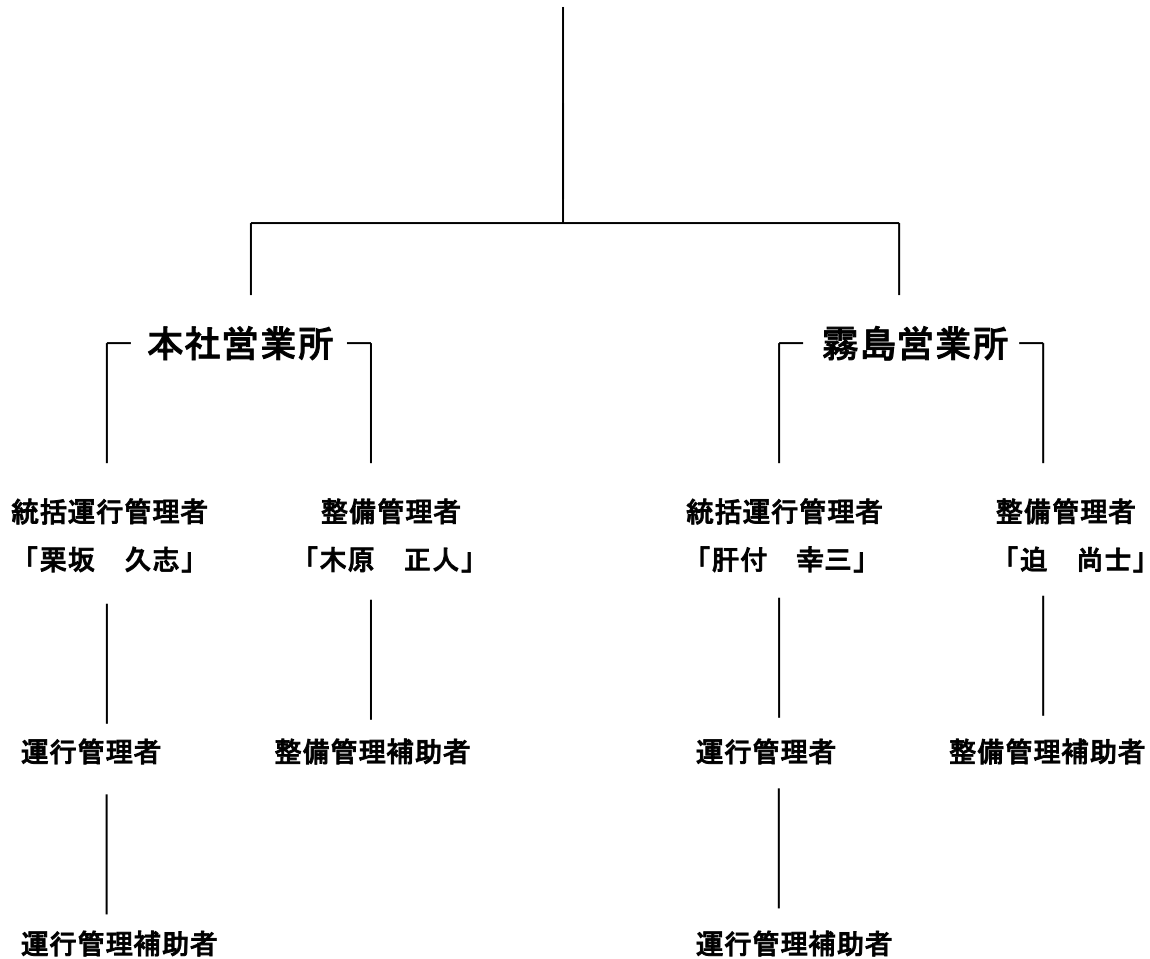 本社営業所
霧島営業所
統括運行管理者
整備管理者
統括運行管理者
整備管理者
「栗坂　久志」
「木原　正人」
「肝付　幸三」
「迫　尚士」
運行管理者
整備管理補助者
運行管理者
整備管理補助者
運行管理補助者
運行管理補助者